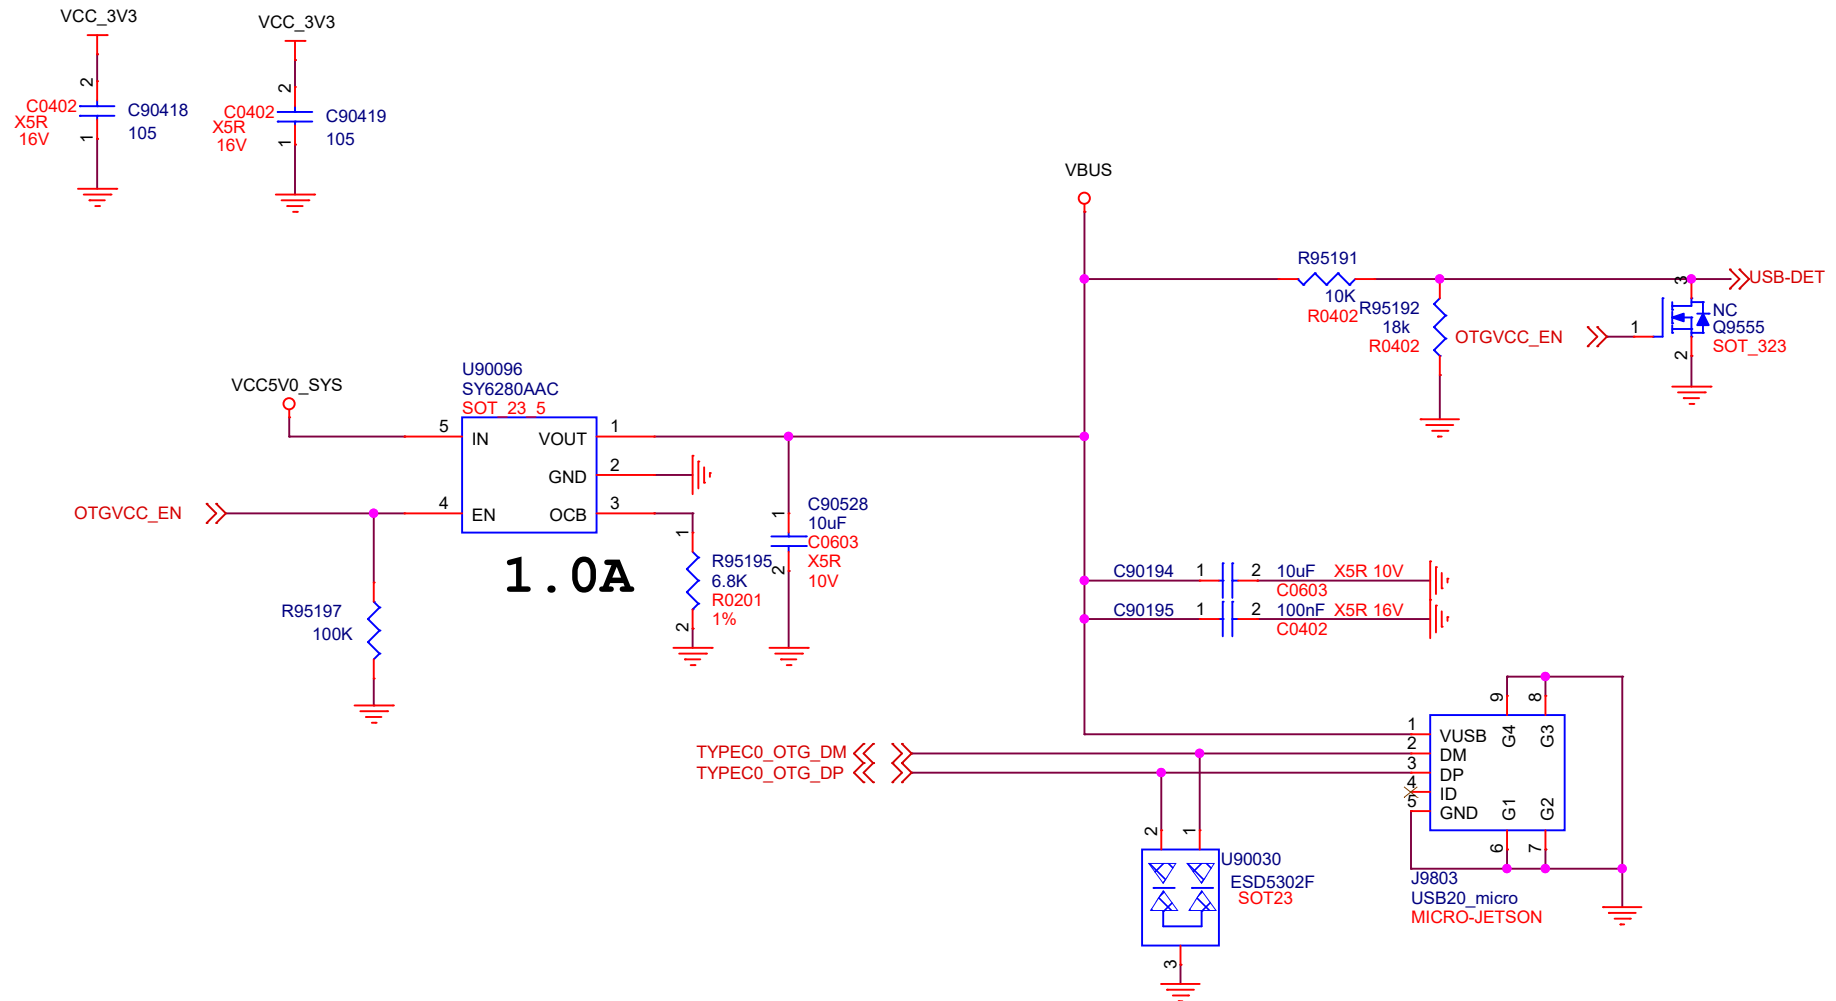 VCC_3V3
2
C0402
X5R
16V
1
C90418
105
VCC_3V3
2
C0402
X5R
16V
1
C90419
105
VBUS
R95191
10K
R0402
R95192
18k
R0402
USB-DET
OTGVCC_EN
1
3
2
NC
Q9555
SOT_323
VCC5V0_SYS
U90096
SY6280AAC
SOT_23_5
5
IN
VOUT
1
GND
2
OTGVCC_EN
4
EN
OCB
3
1.0A
R95197
100K
1
R95195
6.8K
R0201
1%
2
C90528
1
10uF
C0603
X5R
10V
2
C90194
1
2
10uF
X5R 10V
C0603
C90195
1
2
100nF
X5R 16V
C0402
TYPEC0_OTG_DM
TYPEC0_OTG_DP
1
VUSB
2
DM
3
DP
4
ID
5
GND
9
8
G4
G3
G1
G2
6
7
J9803
USB20_micro
MICRO-JETSON
2
1
U90030
ESD5302F
SOT23
3